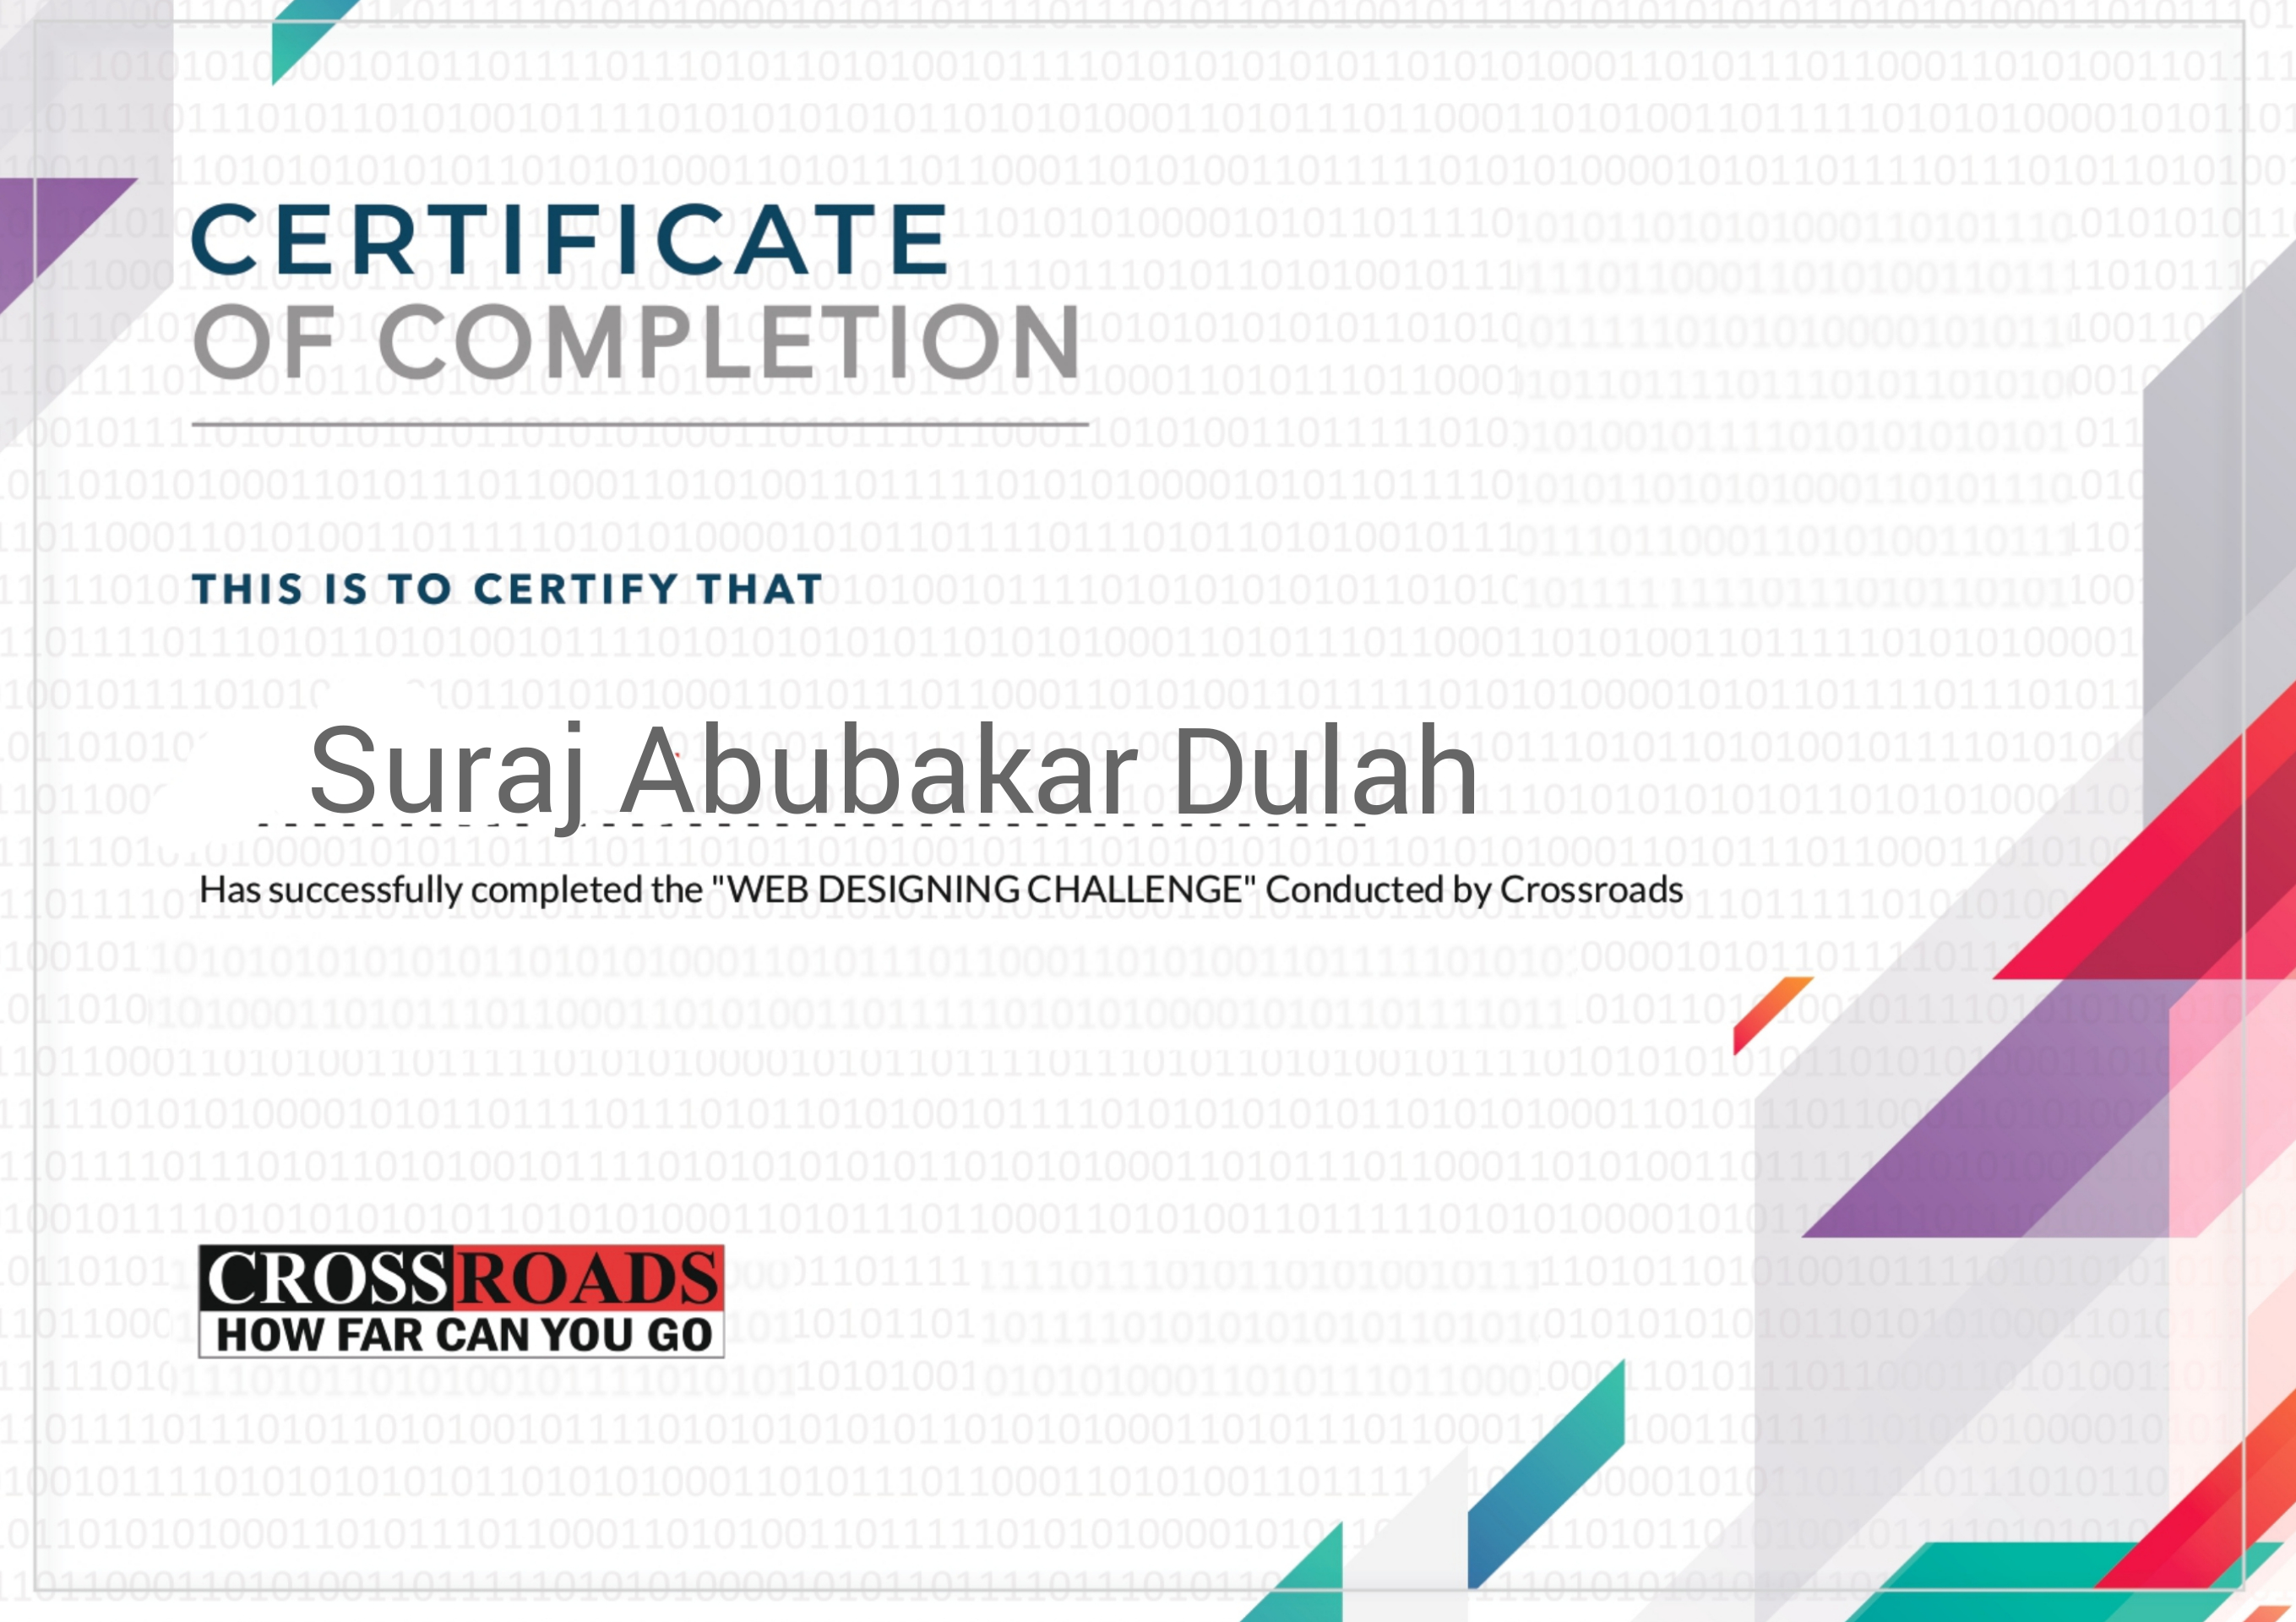 CERTIFICATE
OF COMPLETION
THIS IS TO CERTIFY THAT
Suraj Abubakar Dulah
Has successfully completed the "WEB DESIGNING CHALLENGE" Conducted by Crossroads
CROSSROADS
HOW FAR CAN YOU GO